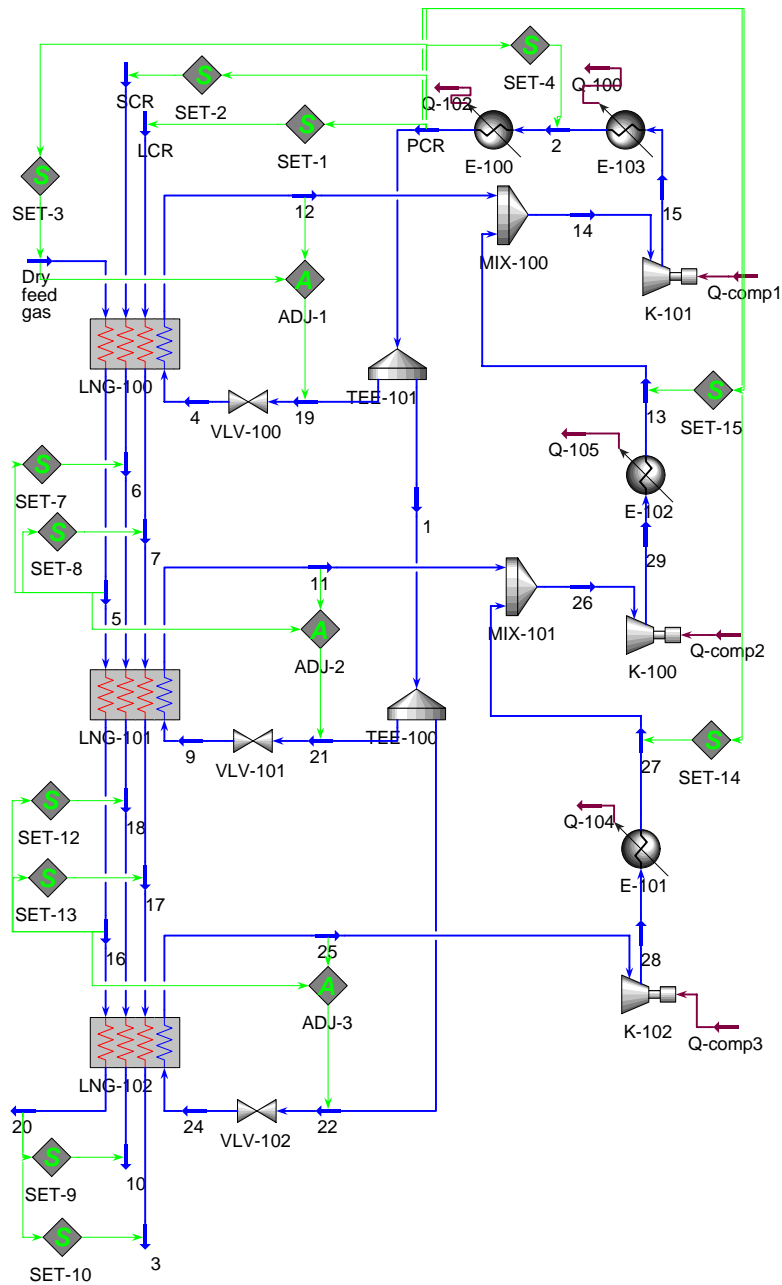 S
SET-4
Q-100
S
SCR
SET-2
Q-102
S
LCR
SET-1
PCR
E-100
2
E-103
S
SET-3
12
15
14
MIX-100
Dry
feed
gas
A
ADJ-1
K-101
Q-comp1
LNG-100
4
VLV-100
19
TEE-101
13
S
SET-15
Q-105
S
SET-7
6
E-102
1
S
SET-8
7
29
11
5
26
MIX-101
A
ADJ-2
K-100
Q-comp2
LNG-101
9
VLV-101
21
TEE-100
27
S
SET-14
S
SET-12
18
Q-104
E-101
S
SET-13
17
16
25
28
A
ADJ-3
K-102
Q-comp3
LNG-102
20
24
VLV-102
22
S
SET-9
10
S
SET-10
3